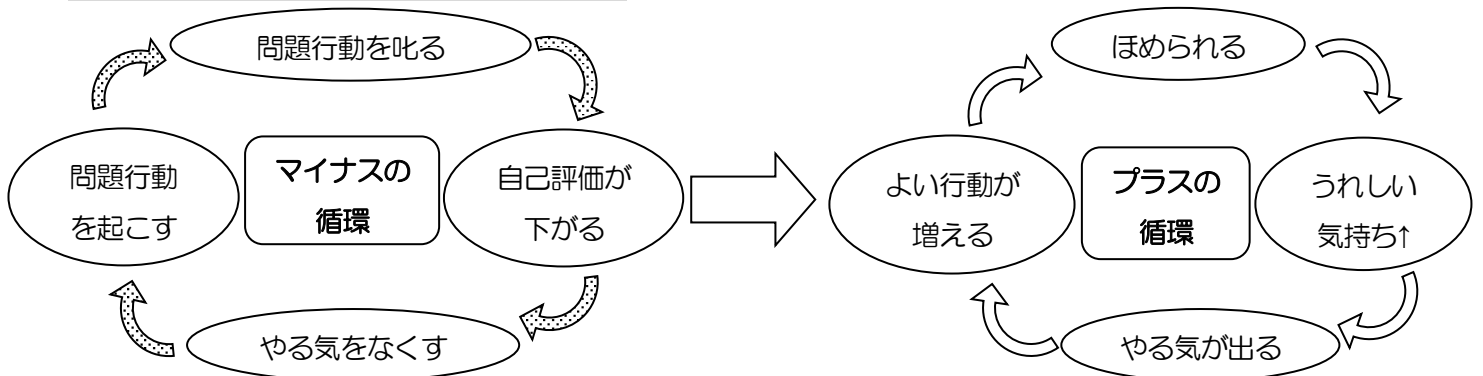 問題行動を叱る
問題行動
を起こす
マイナスの
循環
自己評価が
下がる
やる気をなくす
ほめられる
よい行動が
増える
プラスの
循環
うれしい
気持ち↑
やる気が出る